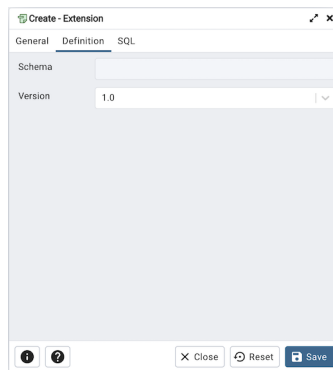 Create - Extension
General Definition SQL
Schema
Version 1.0
Close Reset Save